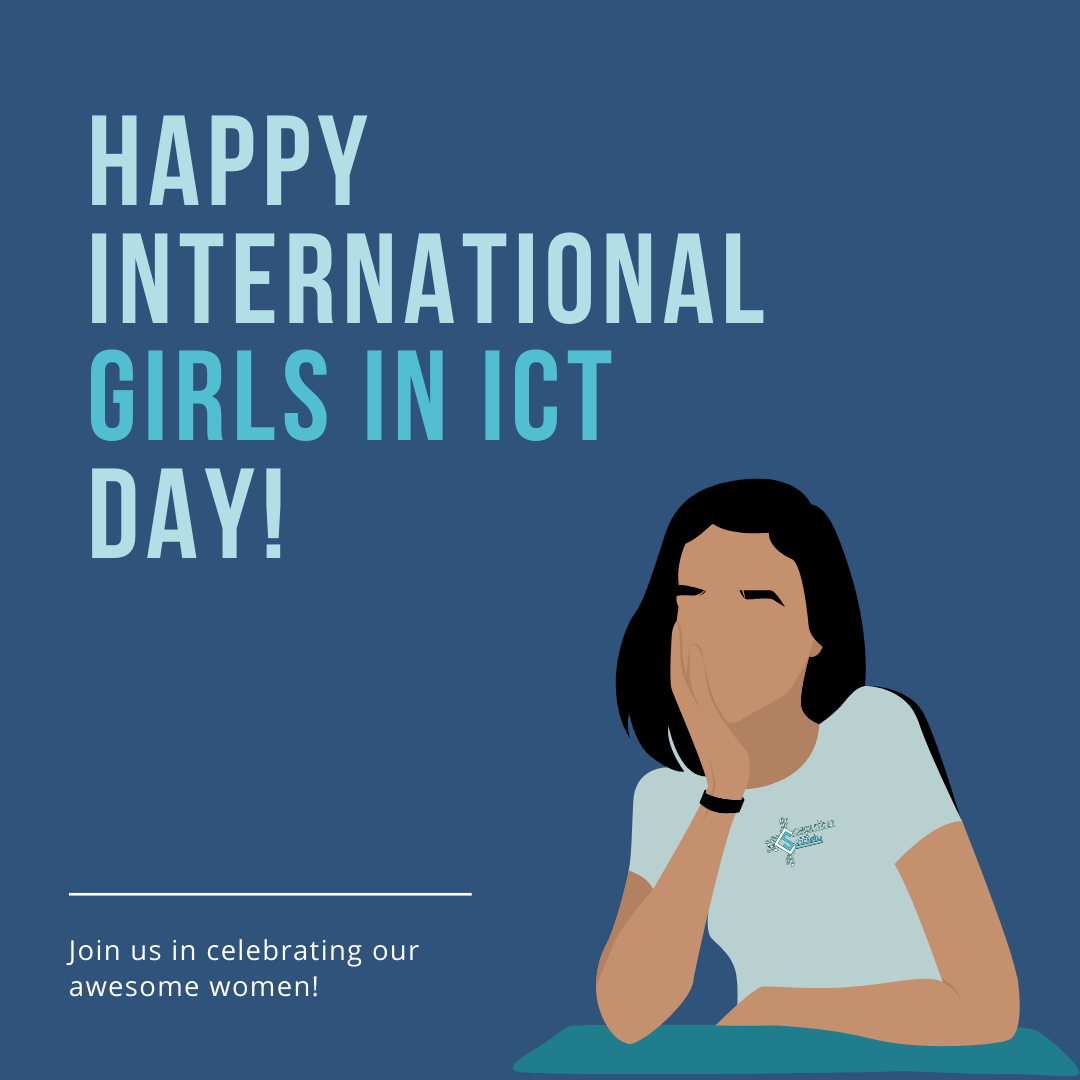 HAPPY
INTERNATIONAL
GIRLS IN ICT
DAY!
Join us in celebrating our
awesome women!